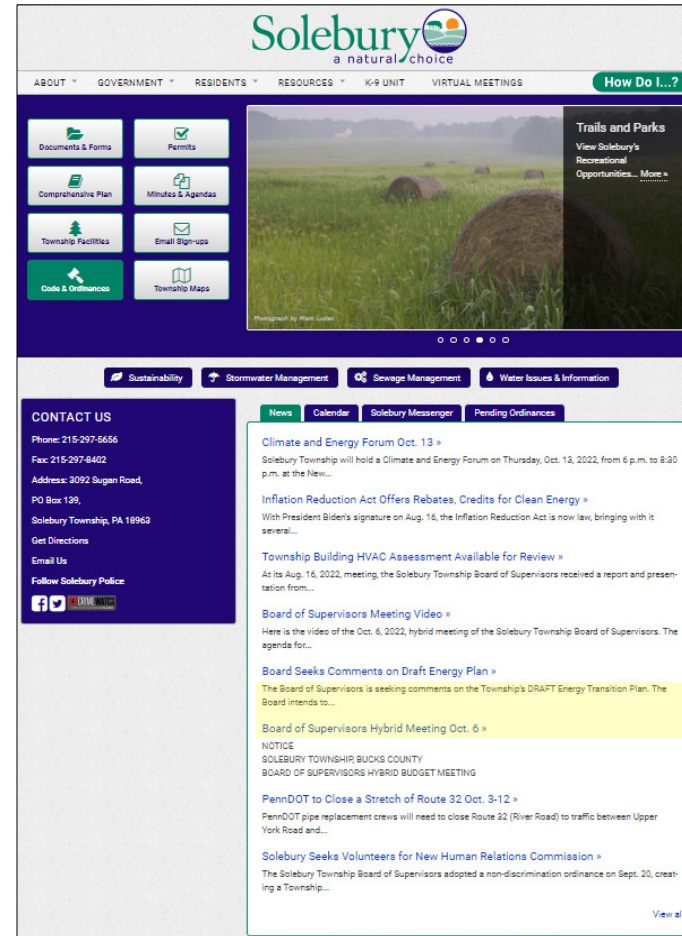 Solebury
a natural choice
ABOUT GOVERNMENT RESIDENTS RESOURCES K-9 UNIT VIRTUAL MEETINGS How Do I...?
Documents & Forms
Permits
Comprehensive Plan
Minutes & Agendas
Township Facilities
Email Sign-ups
Code & Ordinances
Township Maps
Trails and Parks
View Solebury's
Recreational
Opportunities... More »
Photograph by Mark
Sustainability Stormwater Management Sewage Management Water Issues & Information
CONTACT US
Phone: 215-297-5656
Fax: 215-297-8402
Address: 3092 Sugan Road,
PO Box 139,
Solebury Township, PA 18963
Get Directions
Email Us
Follow Solebury Police
CRIMEWATCH
News Calendar Solebury Messenger Pending Ordinances
Climate and Energy Forum Oct. 13 »
Solebury Township will hold a Climate and Energy Forum on Thursday, Oct. 13, 2022, from 6 p.m. to 8:30
p.m. at the New...
Inflation Reduction Act Offers Rebates, Credits for Clean Energy »
With President Biden's signature on Aug. 16, the Inflation Reduction Act is now law, bringing with it
several...
Township Building HVAC Assessment Available for Review »
At its Aug. 16, 2022, meeting, the Solebury Township Board of Supervisors received a report and presen-
tation from...
Board of Supervisors Meeting Video »
Here is the video of the Oct. 6, 2022, hybrid meeting of the Solebury Township Board of Supervisors. The
agenda for...
Board Seeks Comments on Draft Energy Plan »
The Board of Supervisors is seeking comments on the Township's DRAFT Energy Transition Plan. The
Board intends to...
Board of Supervisors Hybrid Meeting Oct. 6 »
NOTICE
SOLEBURY TOWNSHIP, BUCKS COUNTY
BOARD OF SUPERVISORS HYBRID BUDGET MEETING
PennDOT to Close a Stretch of Route 32 Oct. 3-12 »
PennDOT pipe replacement crews will need to close Route 32 (River Road) to traffic between Upper
York Road and...
Solebury Seeks Volunteers for New Human Relations Commission »
The Solebury Township Board of Supervisors adopted a non-discrimination ordinance on Sept. 20, creat-
ing a Township...
View al